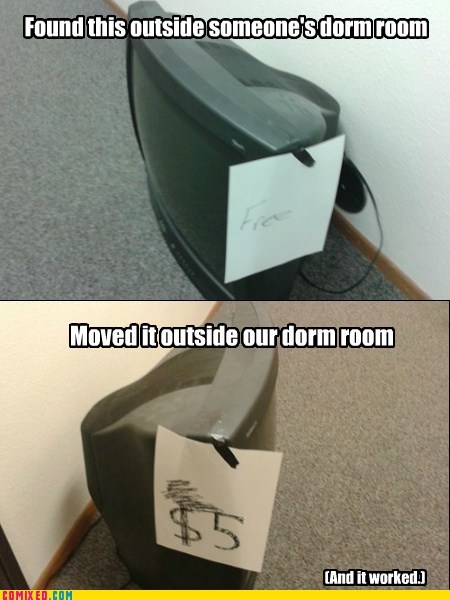 Found this outside someone's dorm room
Free
Moved it outside our dorm room
$5
(And it worked.)
COMIXED.COM